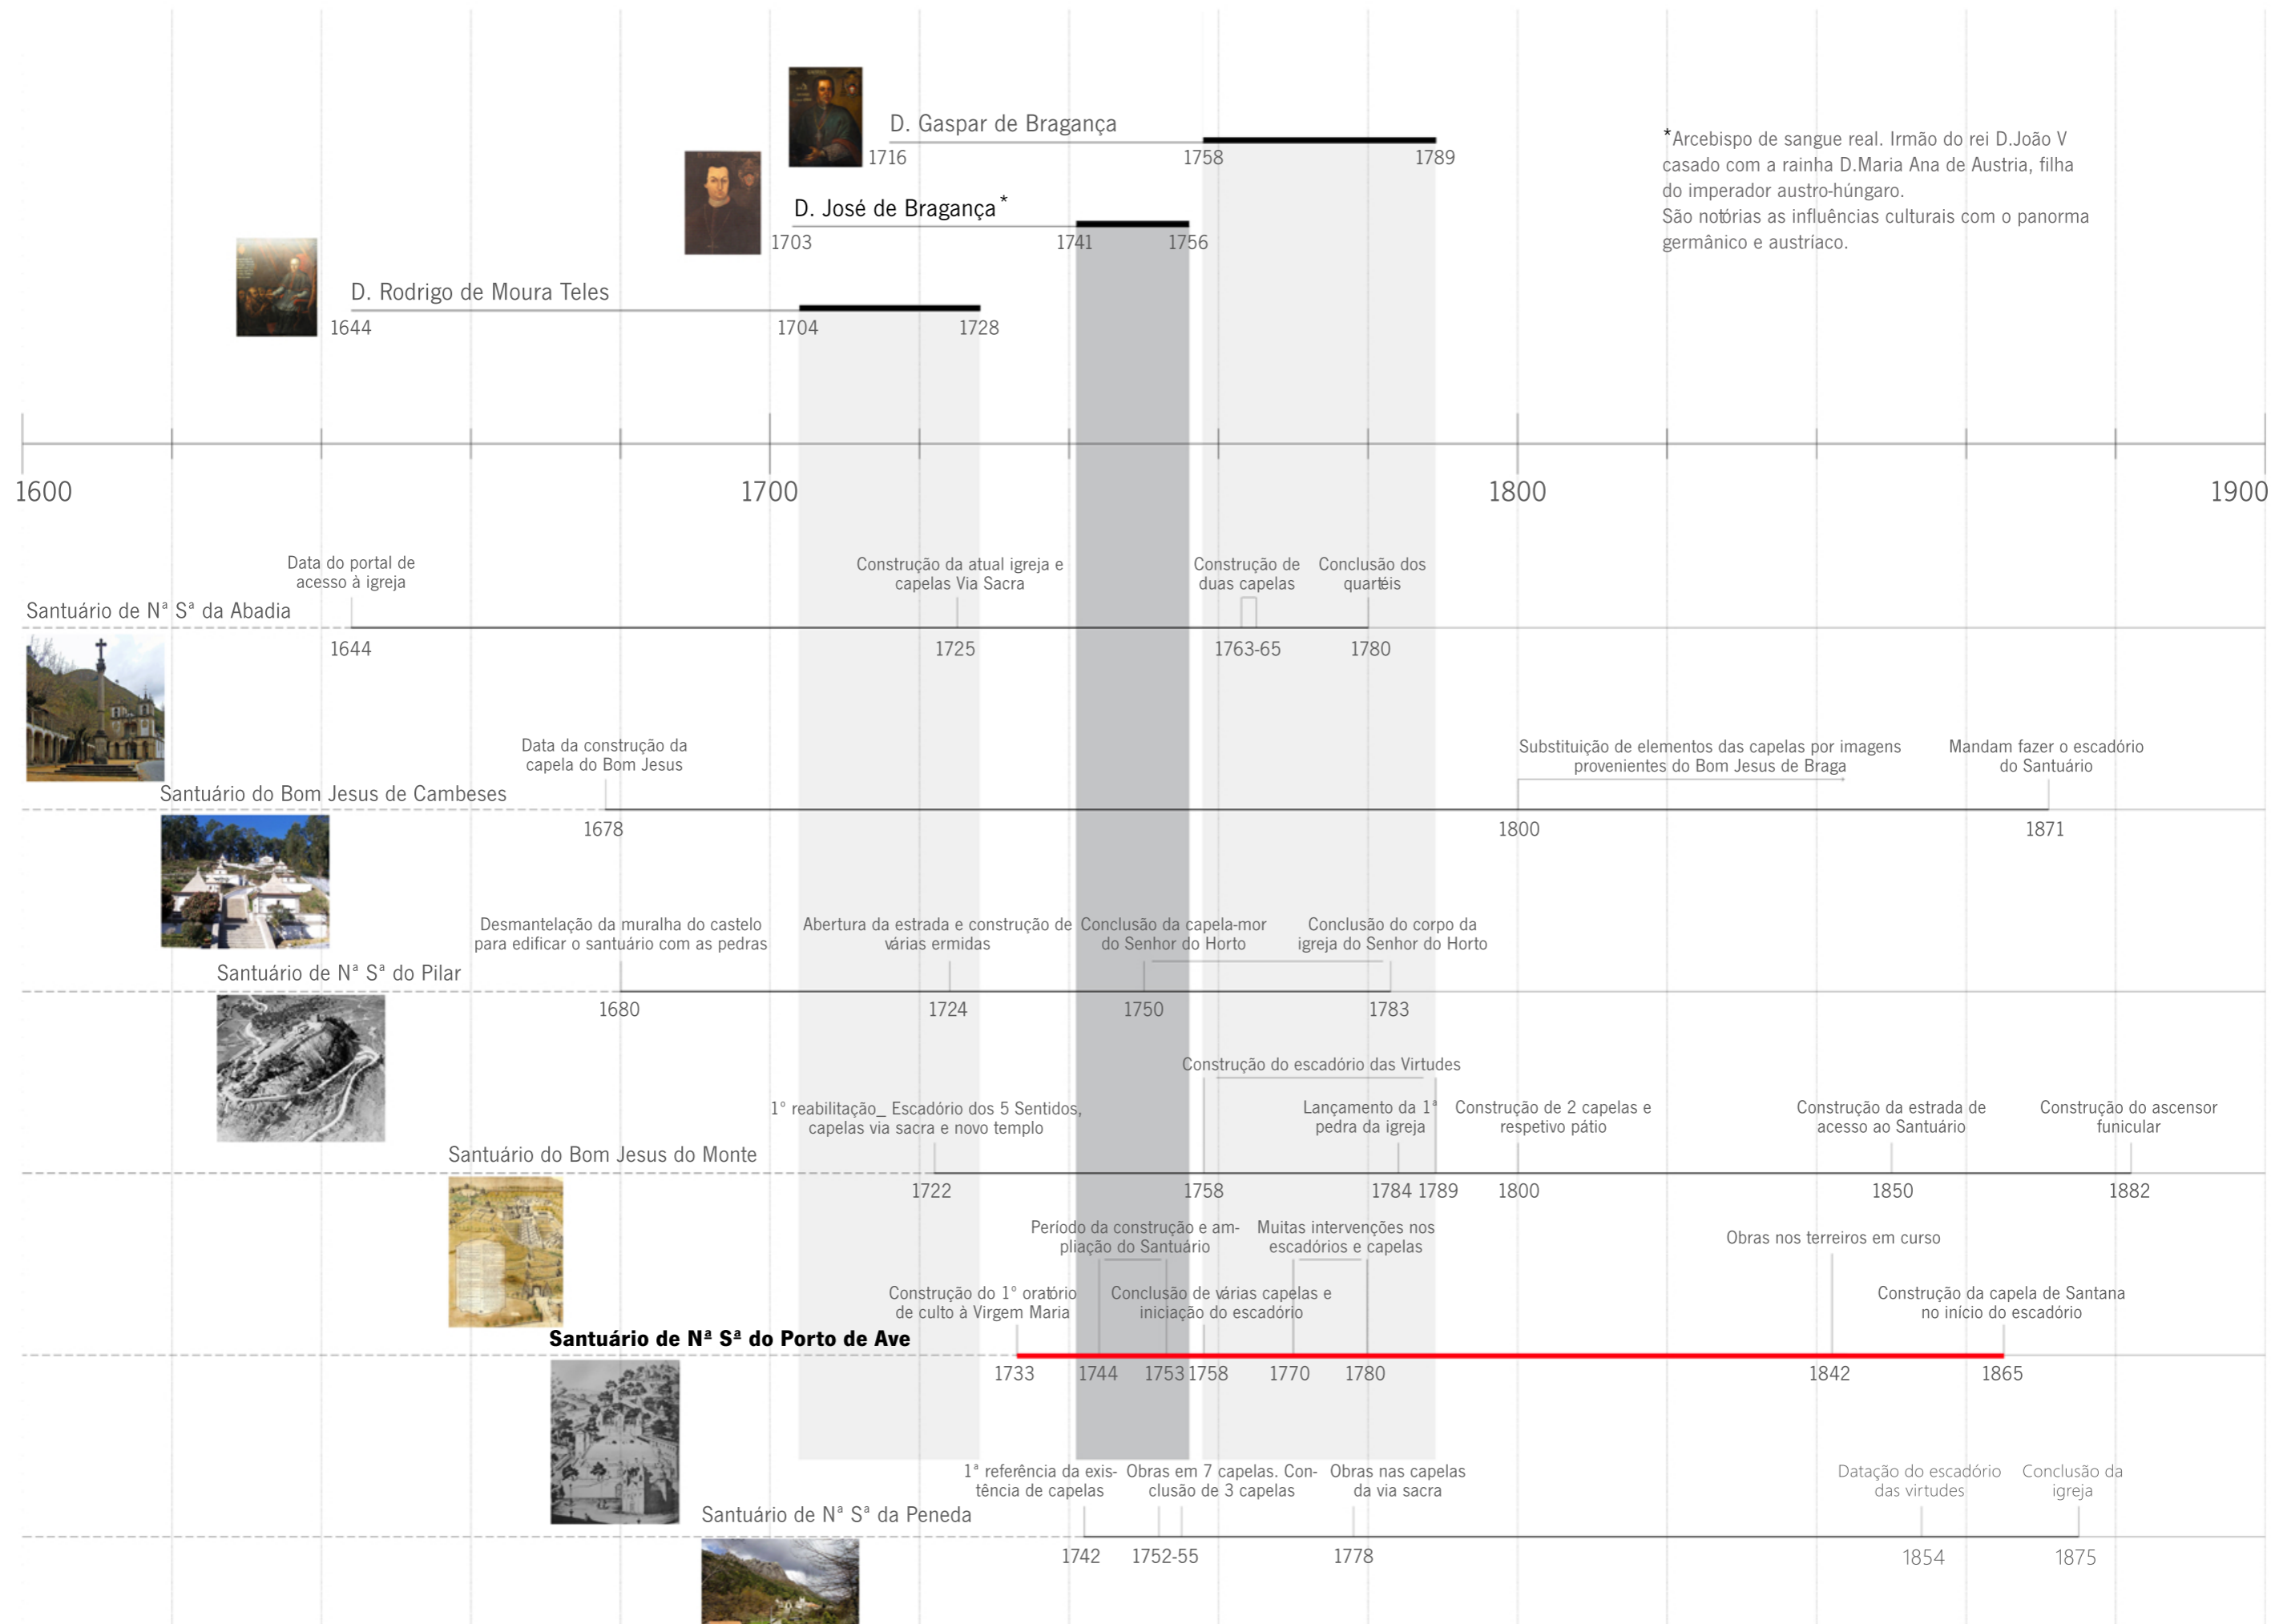 D. Gaspar de Bragança
1716
1758
1789
*Arcebispo de sangue real. Irmão do rei D.João V
casado com a rainha D.Maria Ana de Austria, filha
do imperador austro-húngaro.
São notórias as influências culturais com o panorma
germânico e austríaco.
D. José de Bragança*
1703
1741
1756
D. Rodrigo de Moura Teles
1644
1704
1728
1600
1700
1800
1900
Data do portal de
acesso à igreja
Construção da atual igreja e
capelas Via Sacra
Construção de
duas capelas
Conclusão dos
quartéis
Santuário de Nª Sª da Abadia
1644
1725
1763-65
1780
Data da construção da
capela do Bom Jesus
Substituição de elementos das capelas por imagens
provenientes do Bom Jesus de Braga
Mandam fazer o escadório
do Santuário
Santuário do Bom Jesus de Cambeses
1678
1800
1871
Desmantelação da muralha do castelo
para edificar o santuário com as pedras
Abertura da estrada e construção de
várias ermidas
Conclusão da capela-mor
do Senhor do Horto
Conclusão do corpo da
igreja do Senhor do Horto
Santuário de Nª Sª do Pilar
1680
1724
1750
1783
Construção do escadório das Virtudes
1° reabilitação_ Escadório dos 5 Sentidos,
capelas via sacra e novo templo
Lançamento da 1ª
pedra da igreja
Construção de 2 capelas e
respetivo pátio
Construção da estrada de
acesso ao Santuário
Construção do ascensor
funicular
Santuário do Bom Jesus do Monte
1722
1758
1784
1789
1800
1850
1882
Período da construção e am-
pliação do Santuário
Muitas intervenções nos
escadórios e capelas
Obras nos terreiros em curso
Construção do 1° oratório
de culto à Virgem Maria
Conclusão de várias capelas e
iniciação do escadório
Construção da capela de Santana
no início do escadório
Santuário de Nª Sª do Porto de Ave
1733
1744
1753
1758
1770
1780
1842
1865
1ª referência da exis-
tência de capelas
Obras em 7 capelas. Con-
clusão de 3 capelas
Obras nas capelas
da via sacra
Datação do escadório
das virtudes
Conclusão da
igreja
Santuário de Nª Sª da Peneda
1742
1752-55
1778
1854
1875